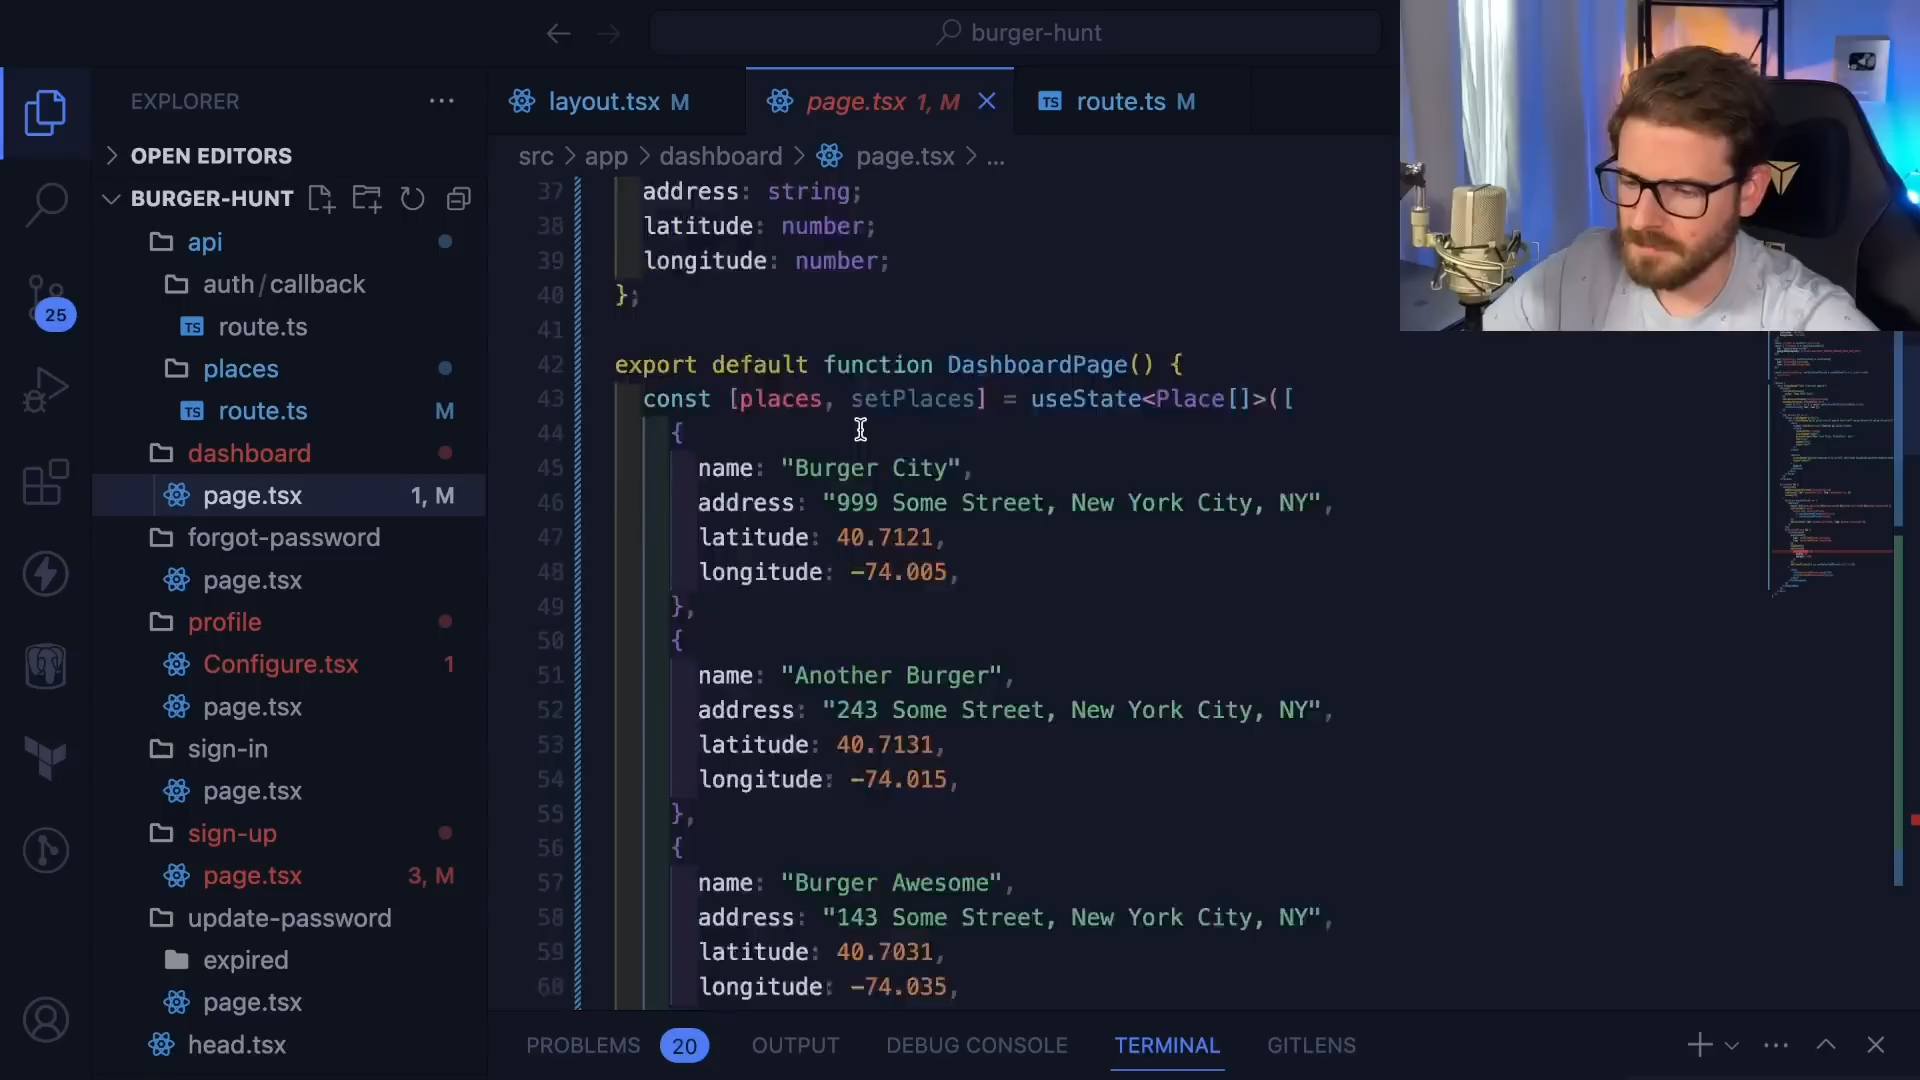 burger-hunt
EXPLORER
OPEN EDITORS
BURGER-HUNT
api
auth/callback
TS route.ts
places
TS route.ts M
dashboard
page.tsx 1, M
forgot-password
page.tsx
profile
Configure.tsx 1
page.tsx
sign-in
page.tsx
sign-up
page.tsx 3, M
update-password
expired
page.tsx
head.tsx
25
layout.tsx M
page.tsx 1, M
TS route.ts M
src > app > dashboard > page.tsx > ...
37 address: string;
38 latitude: number;
39 longitude: number;
40 };
41
42 export default function DashboardPage() {
43 const [places, setPlaces] = useState<Place[]>([
44 {
45 name: "Burger City",
46 address: "999 Some Street, New York City, NY",
47 latitude: 40.7121,
48 longitude: -74.005,
49 },
50 {
51 name: "Another Burger",
52 address: "243 Some Street, New York City, NY",
53 latitude: 40.7131,
54 longitude: -74.015,
55 },
56 {
57 name: "Burger Awesome",
58 address: "143 Some Street, New York City, NY",
59 latitude: 40.7031,
60 longitude: -74.035,
PROBLEMS 20 OUTPUT DEBUG CONSOLE TERMINAL GITLENS